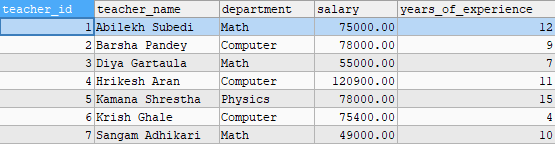 teacher_id teacher_name department salary years_of_experience
1 Abilekh Subedi Math 75000.00 12
2 Barsha Pandey Computer 78000.00 9
3 Diya Gartaula Math 55000.00 7
4 Hrikesh Aran Computer 120900.00 11
5 Kamana Shrestha Physics 78000.00 15
6 Krish Ghale Computer 75400.00 4
7 Sangam Adhikari Math 49000.00 10